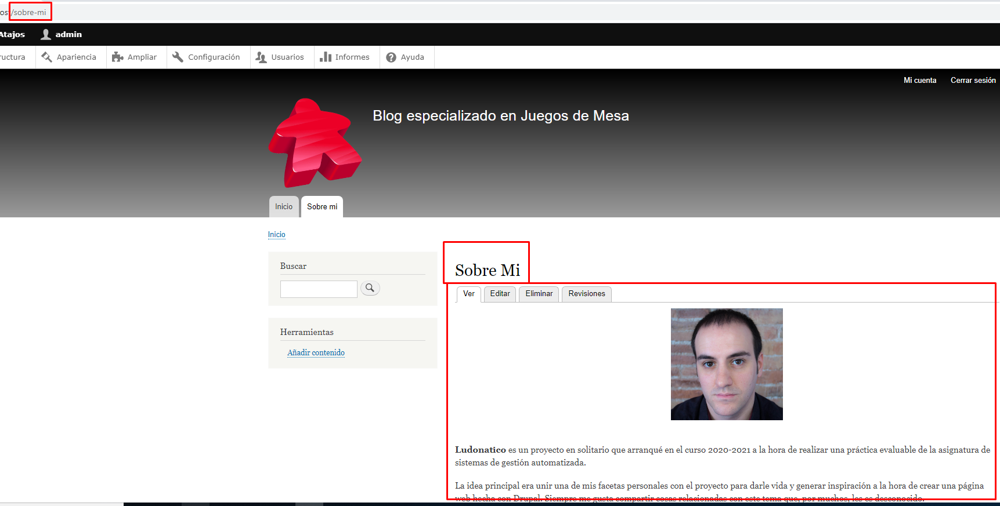 os/sobre-mi
Atajos admin
ructura Apariencia Ampliar Configuración Usuarios Informes Ayuda
Mi cuenta Cerrar sesión
Blog especializado en Juegos de Mesa
Inicio Sobre mi
Inicio
Buscar
Herramientas
Añadir contenido
Sobre Mi
Ver Editar Eliminar Revisiones
Ludonatico es un proyecto en solitario que arranqué en el curso 2020-2021 a la hora de realizar una práctica evaluable de la asignatura de
sistemas de gestión automatizada.
La idea principal era unir una de mis facetas personales con el proyecto para darle vida y generar inspiración a la hora de crear una página
web hecha con Drupal. Siempre me gusta compartir cosas relacionadas con este tema que, por muchos, les es desconocido.